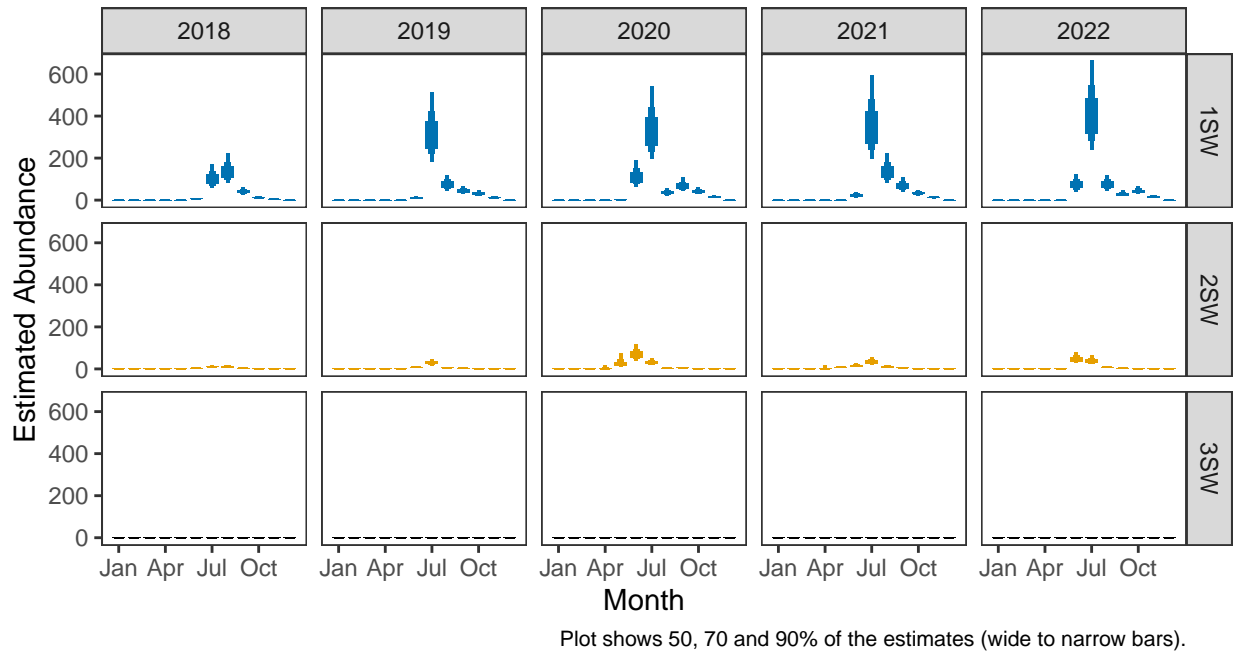 2018 2019 2020 2021 2022
Estimated Abundance
600
400
200
0
1SW
600
400
200
0
2SW
600
400
200
0
3SW
Jan Apr Jul Oct Jan Apr Jul Oct Jan Apr Jul Oct Jan Apr Jul Oct Jan Apr Jul Oct
Month
Plot shows 50, 70 and 90% of the estimates (wide to narrow bars).